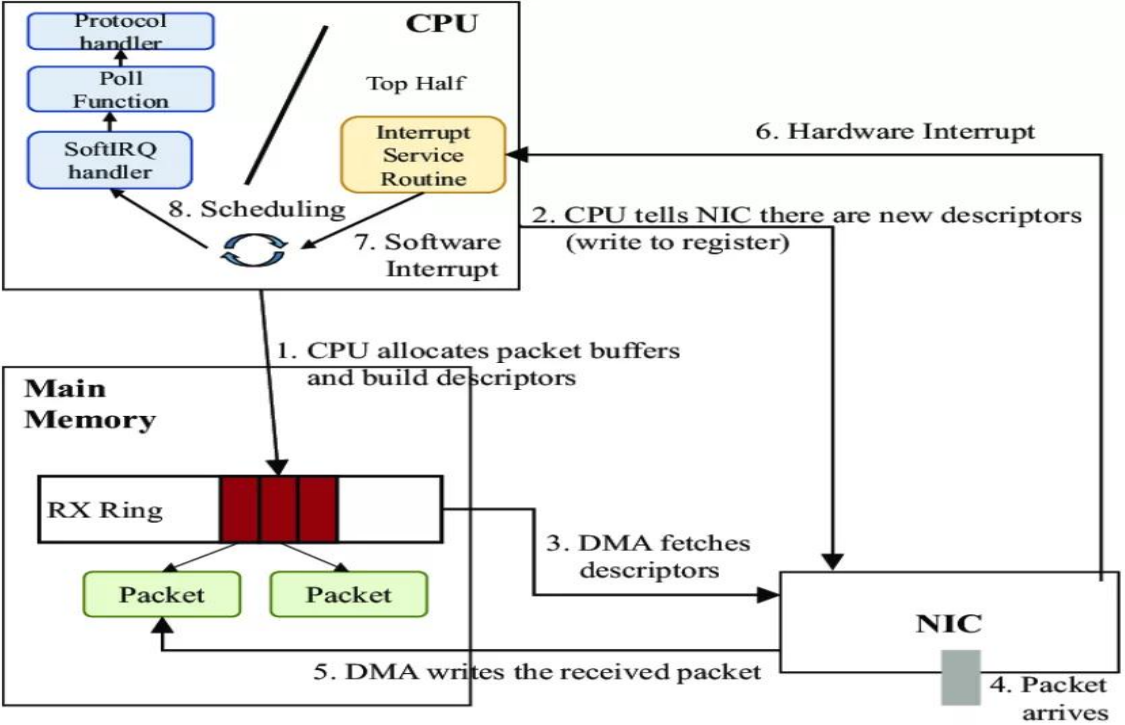 Protocol
handler
Poll
Function
SoftIRQ
handler
CPU
Top Half
Interrupt
Service
Routine
8. Scheduling
7. Software
Interrupt
6. Hardware Interrupt
2. CPU tells NIC there are new descriptors
(write to register)
1. CPU allocates packet buffers
and build descriptors
Main
Memory
RX Ring
Packet
Packet
3. DMA fetches
descriptors
5. DMA writes the received packet
NIC
4. Packet
arrives